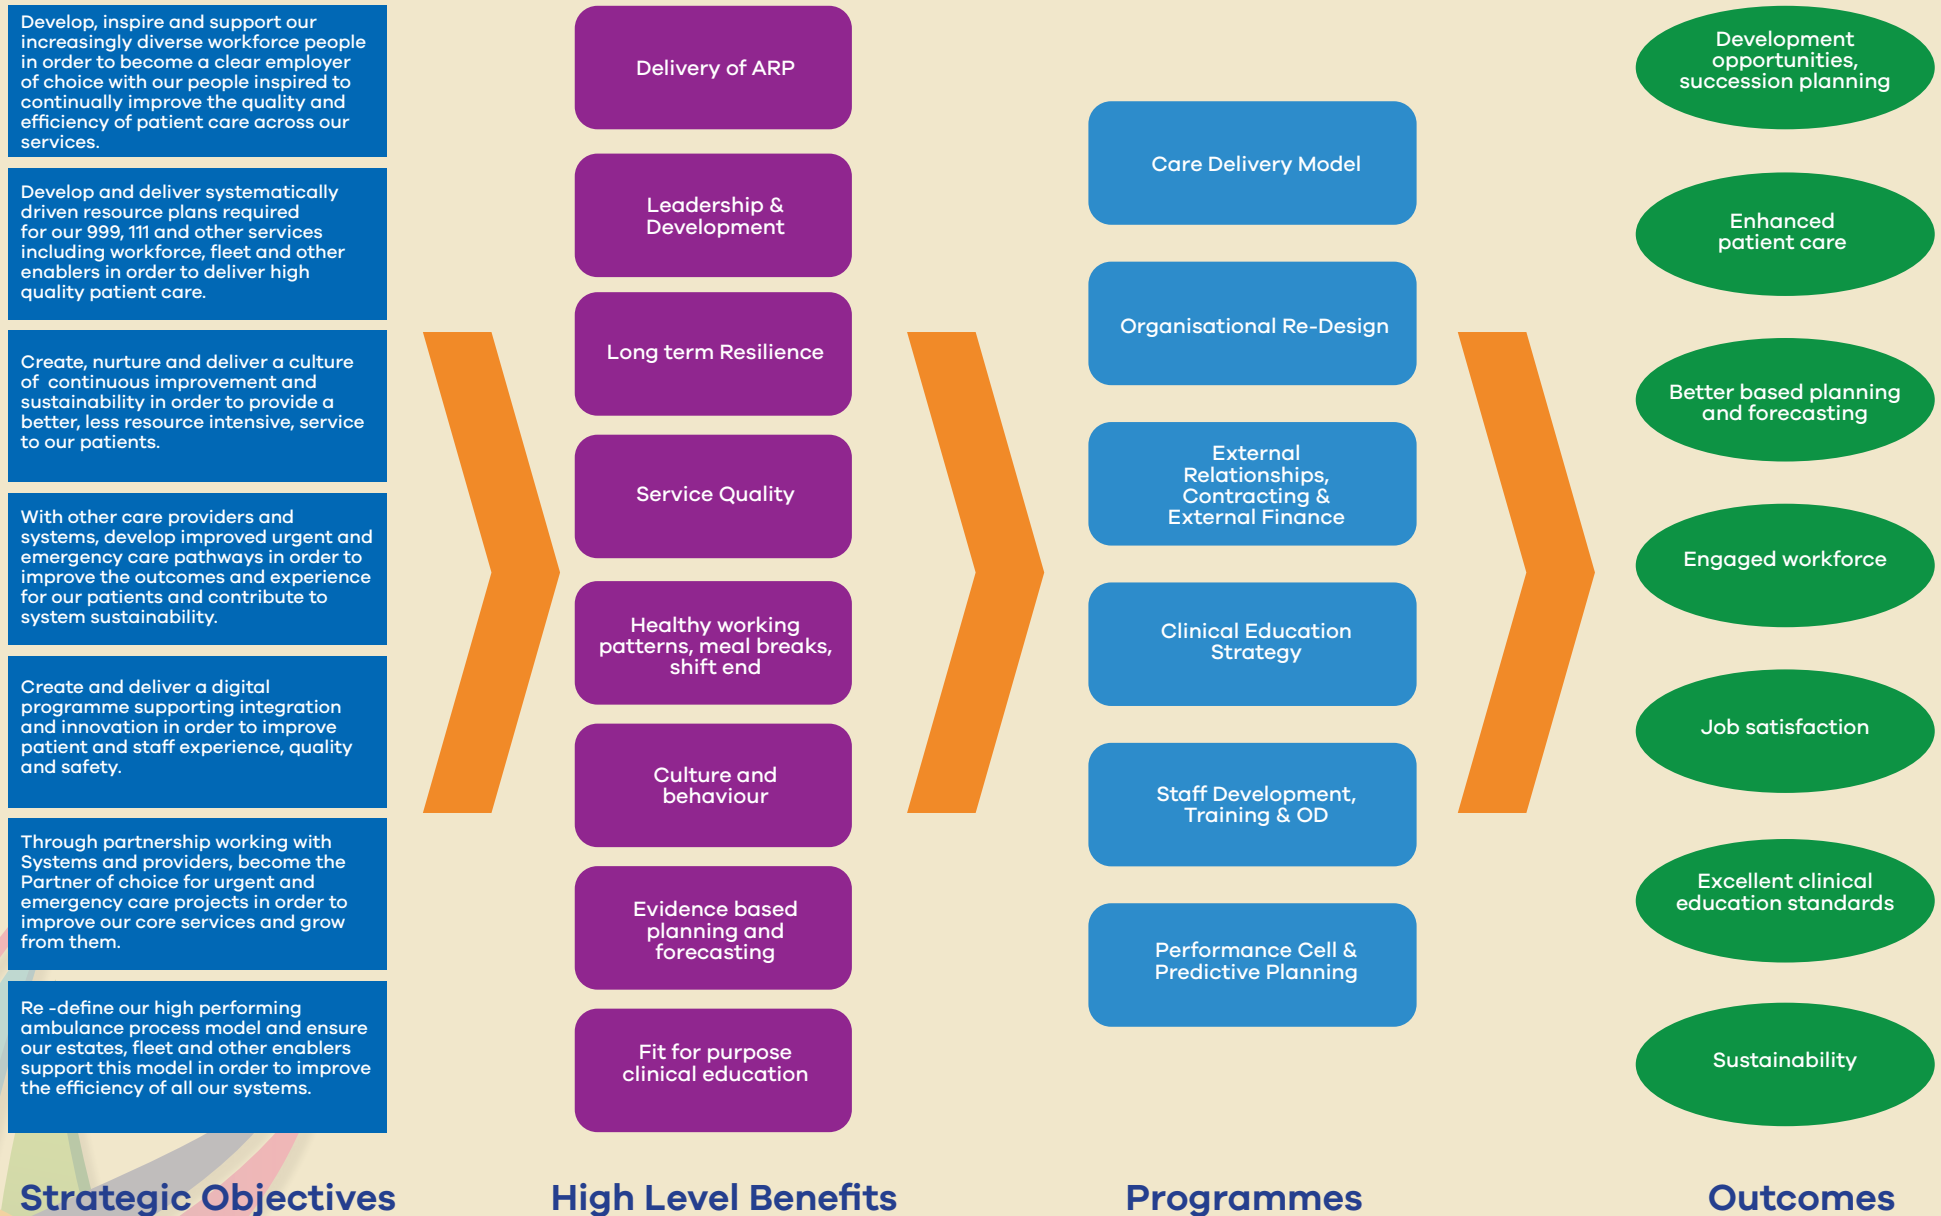 Develop, inspire and support our
increasingly diverse workforce people
in order to become a clear employer
of choice with our people inspired to
continually improve the quality and
efficiency of patient care across our
services.
Develop and deliver systematically
driven resource plans required
for our 999, 111 and other services
including workforce, fleet and other
enablers in order to deliver high
quality patient care.
Create, nurture and deliver a culture
of continuous improvement and
sustainability in order to provide a
better, less resource intensive, service
to our patients.
With other care providers and
systems, develop improved urgent and
emergency care pathways in order to
improve the outcomes and experience
for our patients and contribute to
system sustainability.
Create and deliver a digital
programme supporting integration
and innovation in order to improve
patient and staff experience, quality
and safety.
Through partnership working with
Systems and providers, become the
Partner of choice for urgent and
emergency care projects in order to
improve our core services and grow
from them.
Re -define our high performing
ambulance process model and ensure
our estates, fleet and other enablers
support this model in order to improve
the efficiency of all our systems.
Strategic Objectives
Delivery of ARP
Leadership &
Development
Long term Resilience
Service Quality
Healthy working
patterns, meal breaks,
shift end
Culture and
behaviour
Evidence based
planning and
forecasting
Fit for purpose
clinical education
High Level Benefits
Care Delivery Model
Organisational Re-Design
External
Relationships,
Contracting &
External Finance
Clinical Education
Strategy
Staff Development,
Training & OD
Performance Cell &
Predictive Planning
Programmes
Development
opportunities,
succession planning
Enhanced
patient care
Better based planning
and forecasting
Engaged workforce
Job satisfaction
Excellent clinical
education standards
Sustainability
Outcomes